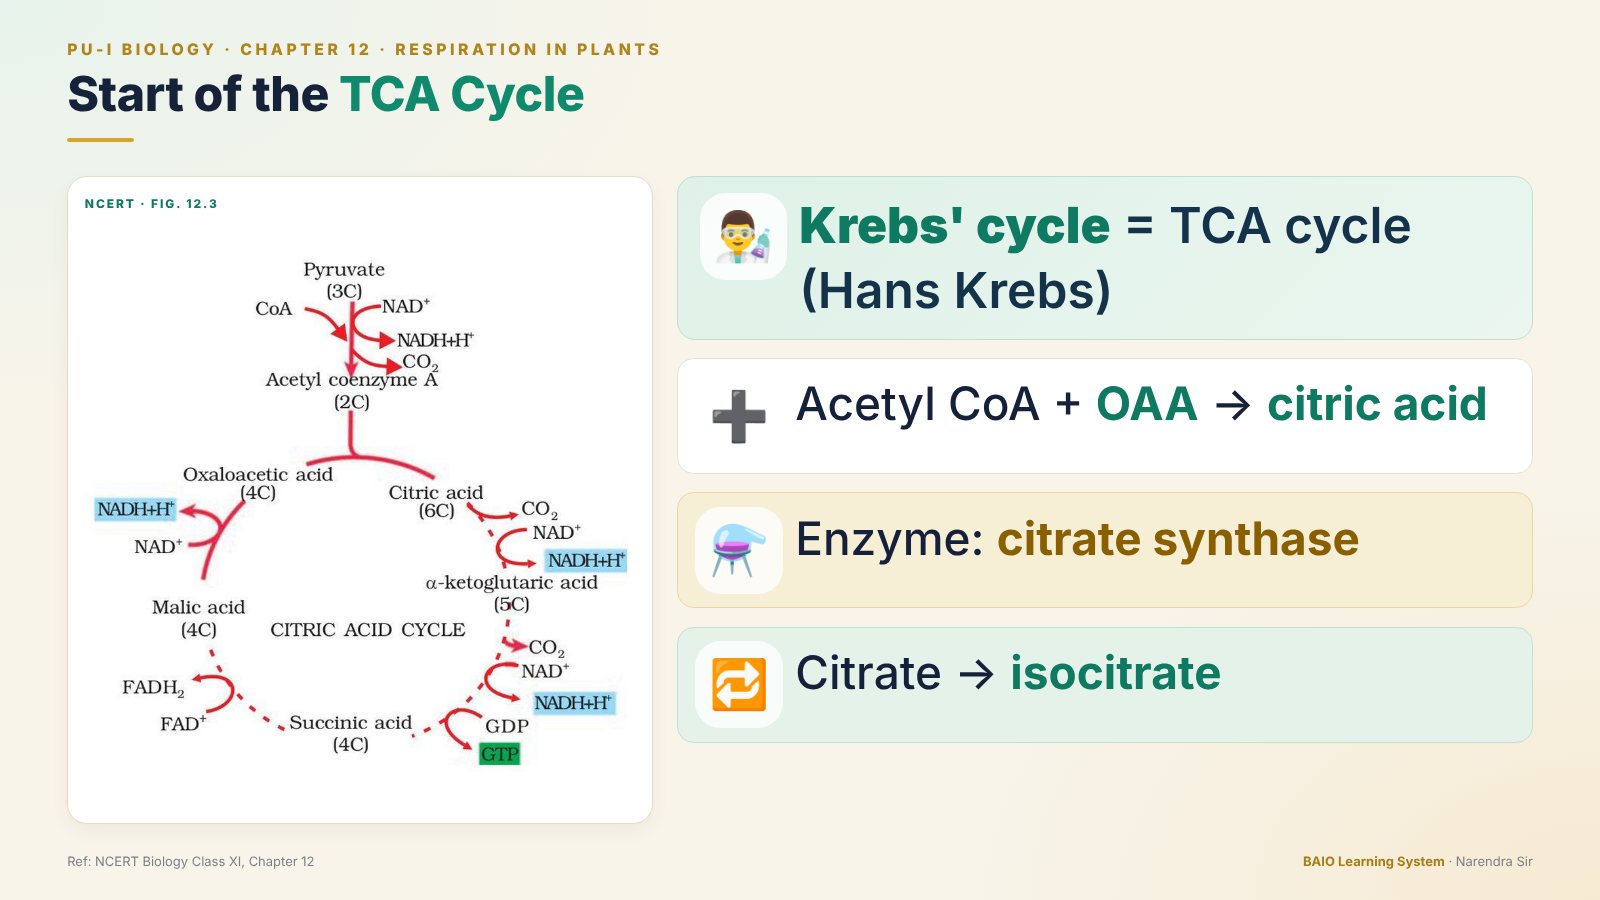 PU-I BIOLOGY · CHAPTER 12 · RESPIRATION IN PLANTS
Start of the TCA Cycle
NCERT · FIG. 12.3
Pyruvate
(3C)
CoA
NAD⁺
NADH+H⁺
CO₂
Acetyl coenzyme A
(2C)
Oxaloacetic acid
(4C)
Citric acid
(6C)
NADH+H⁺
NAD⁺
CO₂
NAD⁺
NADH+H⁺
α-ketoglutaric acid
(5C)
Malic acid
(4C)
CITRIC ACID CYCLE
CO₂
NAD⁺
NADH+H⁺
FADH₂
FAD⁺
Succinic acid
(4C)
GDP
GTP
Krebs' cycle = TCA cycle
(Hans Krebs)
Acetyl CoA + OAA → citric acid
Enzyme: citrate synthase
Citrate → isocitrate
Ref: NCERT Biology Class XI, Chapter 12
BAIO Learning System · Narendra Sir